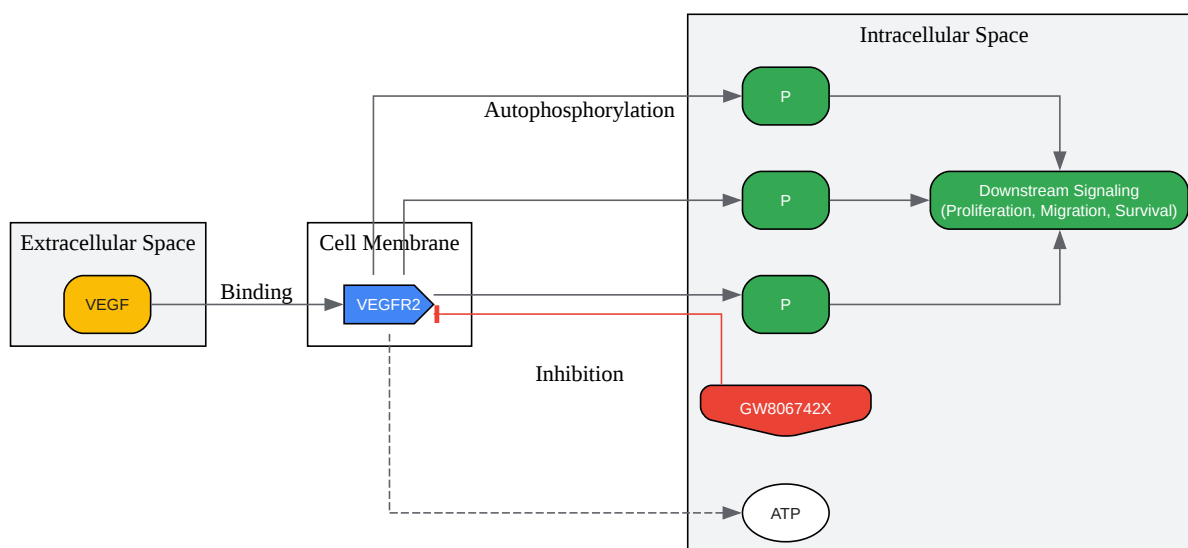 Intracellular Space
P
Autophosphorylation
P
Downstream Signaling
(Proliferation, Migration, Survival)
Extracellular Space
Cell Membrane
VEGF
Binding
VEGFR2
P
Inhibition
GW806742X
ATP